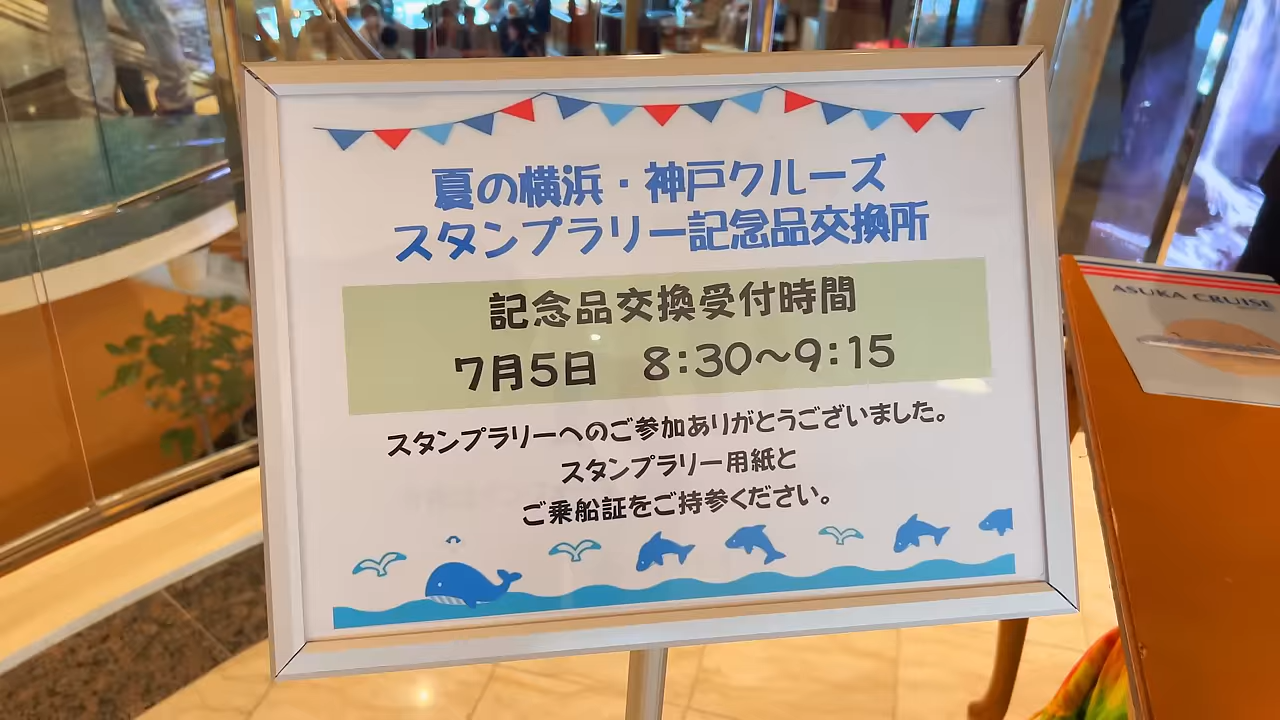 夏の横浜・神戸クルーズ
スタンプラリー記念品交換所
記念品交換受付時間
7月5日　8:30～9:15
スタンプラリーへのご参加ありがとうございました。
スタンプラリー用紙と
ご乗船証をご持参ください。
ASUKA CRUISE